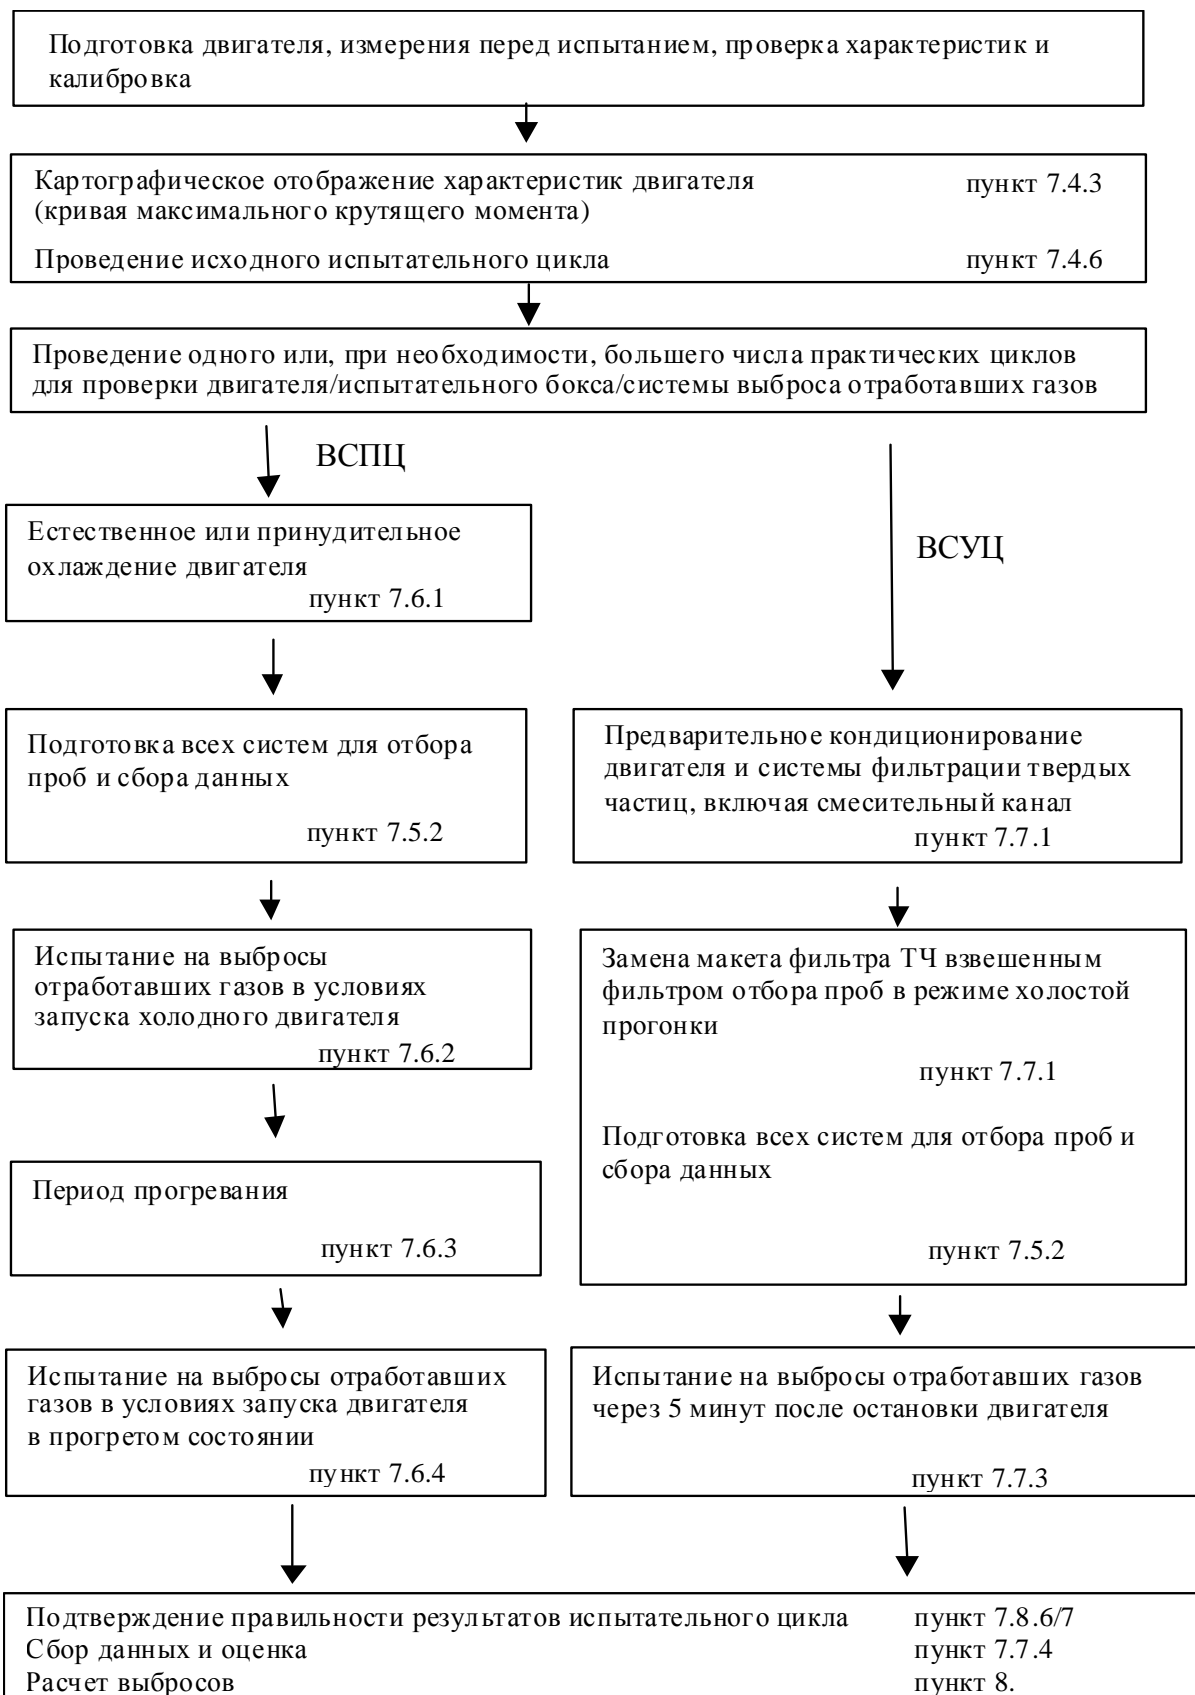 Подготовка двигателя, измерения перед испытанием, проверка характеристик и
калибровка
Картографическое отображение характеристик двигателя пункт 7.4.3
(кривая максимального крутящего момента)
Проведение исходного испытательного цикла пункт 7.4.6
Проведение одного или, при необходимости, большего числа практических циклов
для проверки двигателя/испытательного бокса/системы выброса отработавших газов
ВСПЦ
Естественное или принудительное
охлаждение двигателя
пункт 7.6.1
Подготовка всех систем для отбора
проб и сбора данных
пункт 7.5.2
Испытание на выбросы
отработавших газов в условиях
запуска холодного двигателя
пункт 7.6.2
Период прогревания
пункт 7.6.3
Испытание на выбросы отработавших
газов в условиях запуска двигателя
в прогретом состоянии
пункт 7.6.4
ВСУЦ
Предварительное кондиционирование
двигателя и системы фильтрации твердых
частиц, включая смесительный канал
пункт 7.7.1
Замена макета фильтра ТЧ взвешенным
фильтром отбора проб в режиме холостой
прогонки
пункт 7.7.1
Подготовка всех систем для отбора проб и
сбора данных
пункт 7.5.2
Испытание на выбросы отработавших газов
через 5 минут после остановки двигателя
пункт 7.7.3
Подтверждение правильности результатов испытательного цикла пункт 7.8.6/7
Сбор данных и оценка пункт 7.7.4
Расчет выбросов пункт 8.